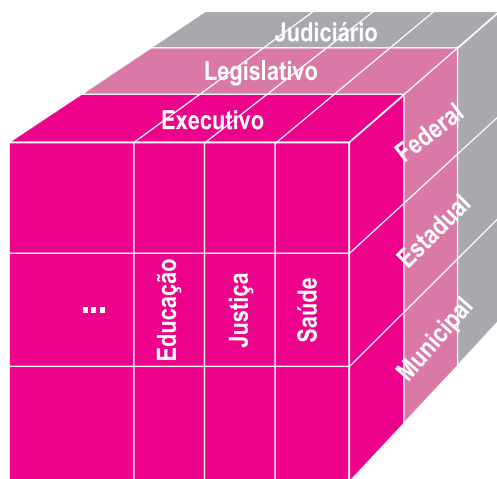 Judiciário
Legislativo
Executivo
Federal
Estadual
Municipal
...
Educação
Justiça
Saúde